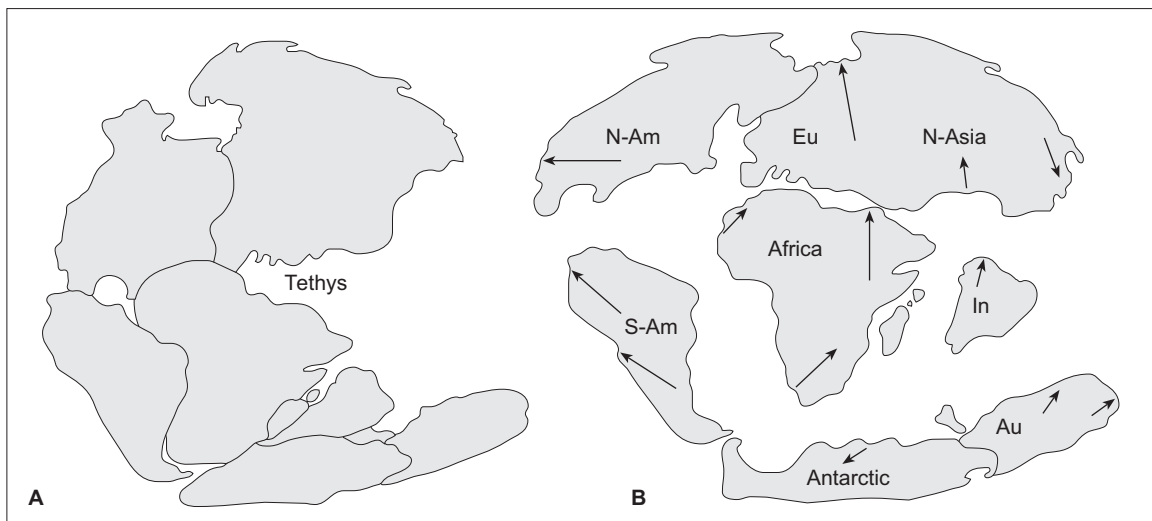 Tethys
A
N-Am
Eu
N-Asia
Africa
S-Am
In
Au
Antarctic
B